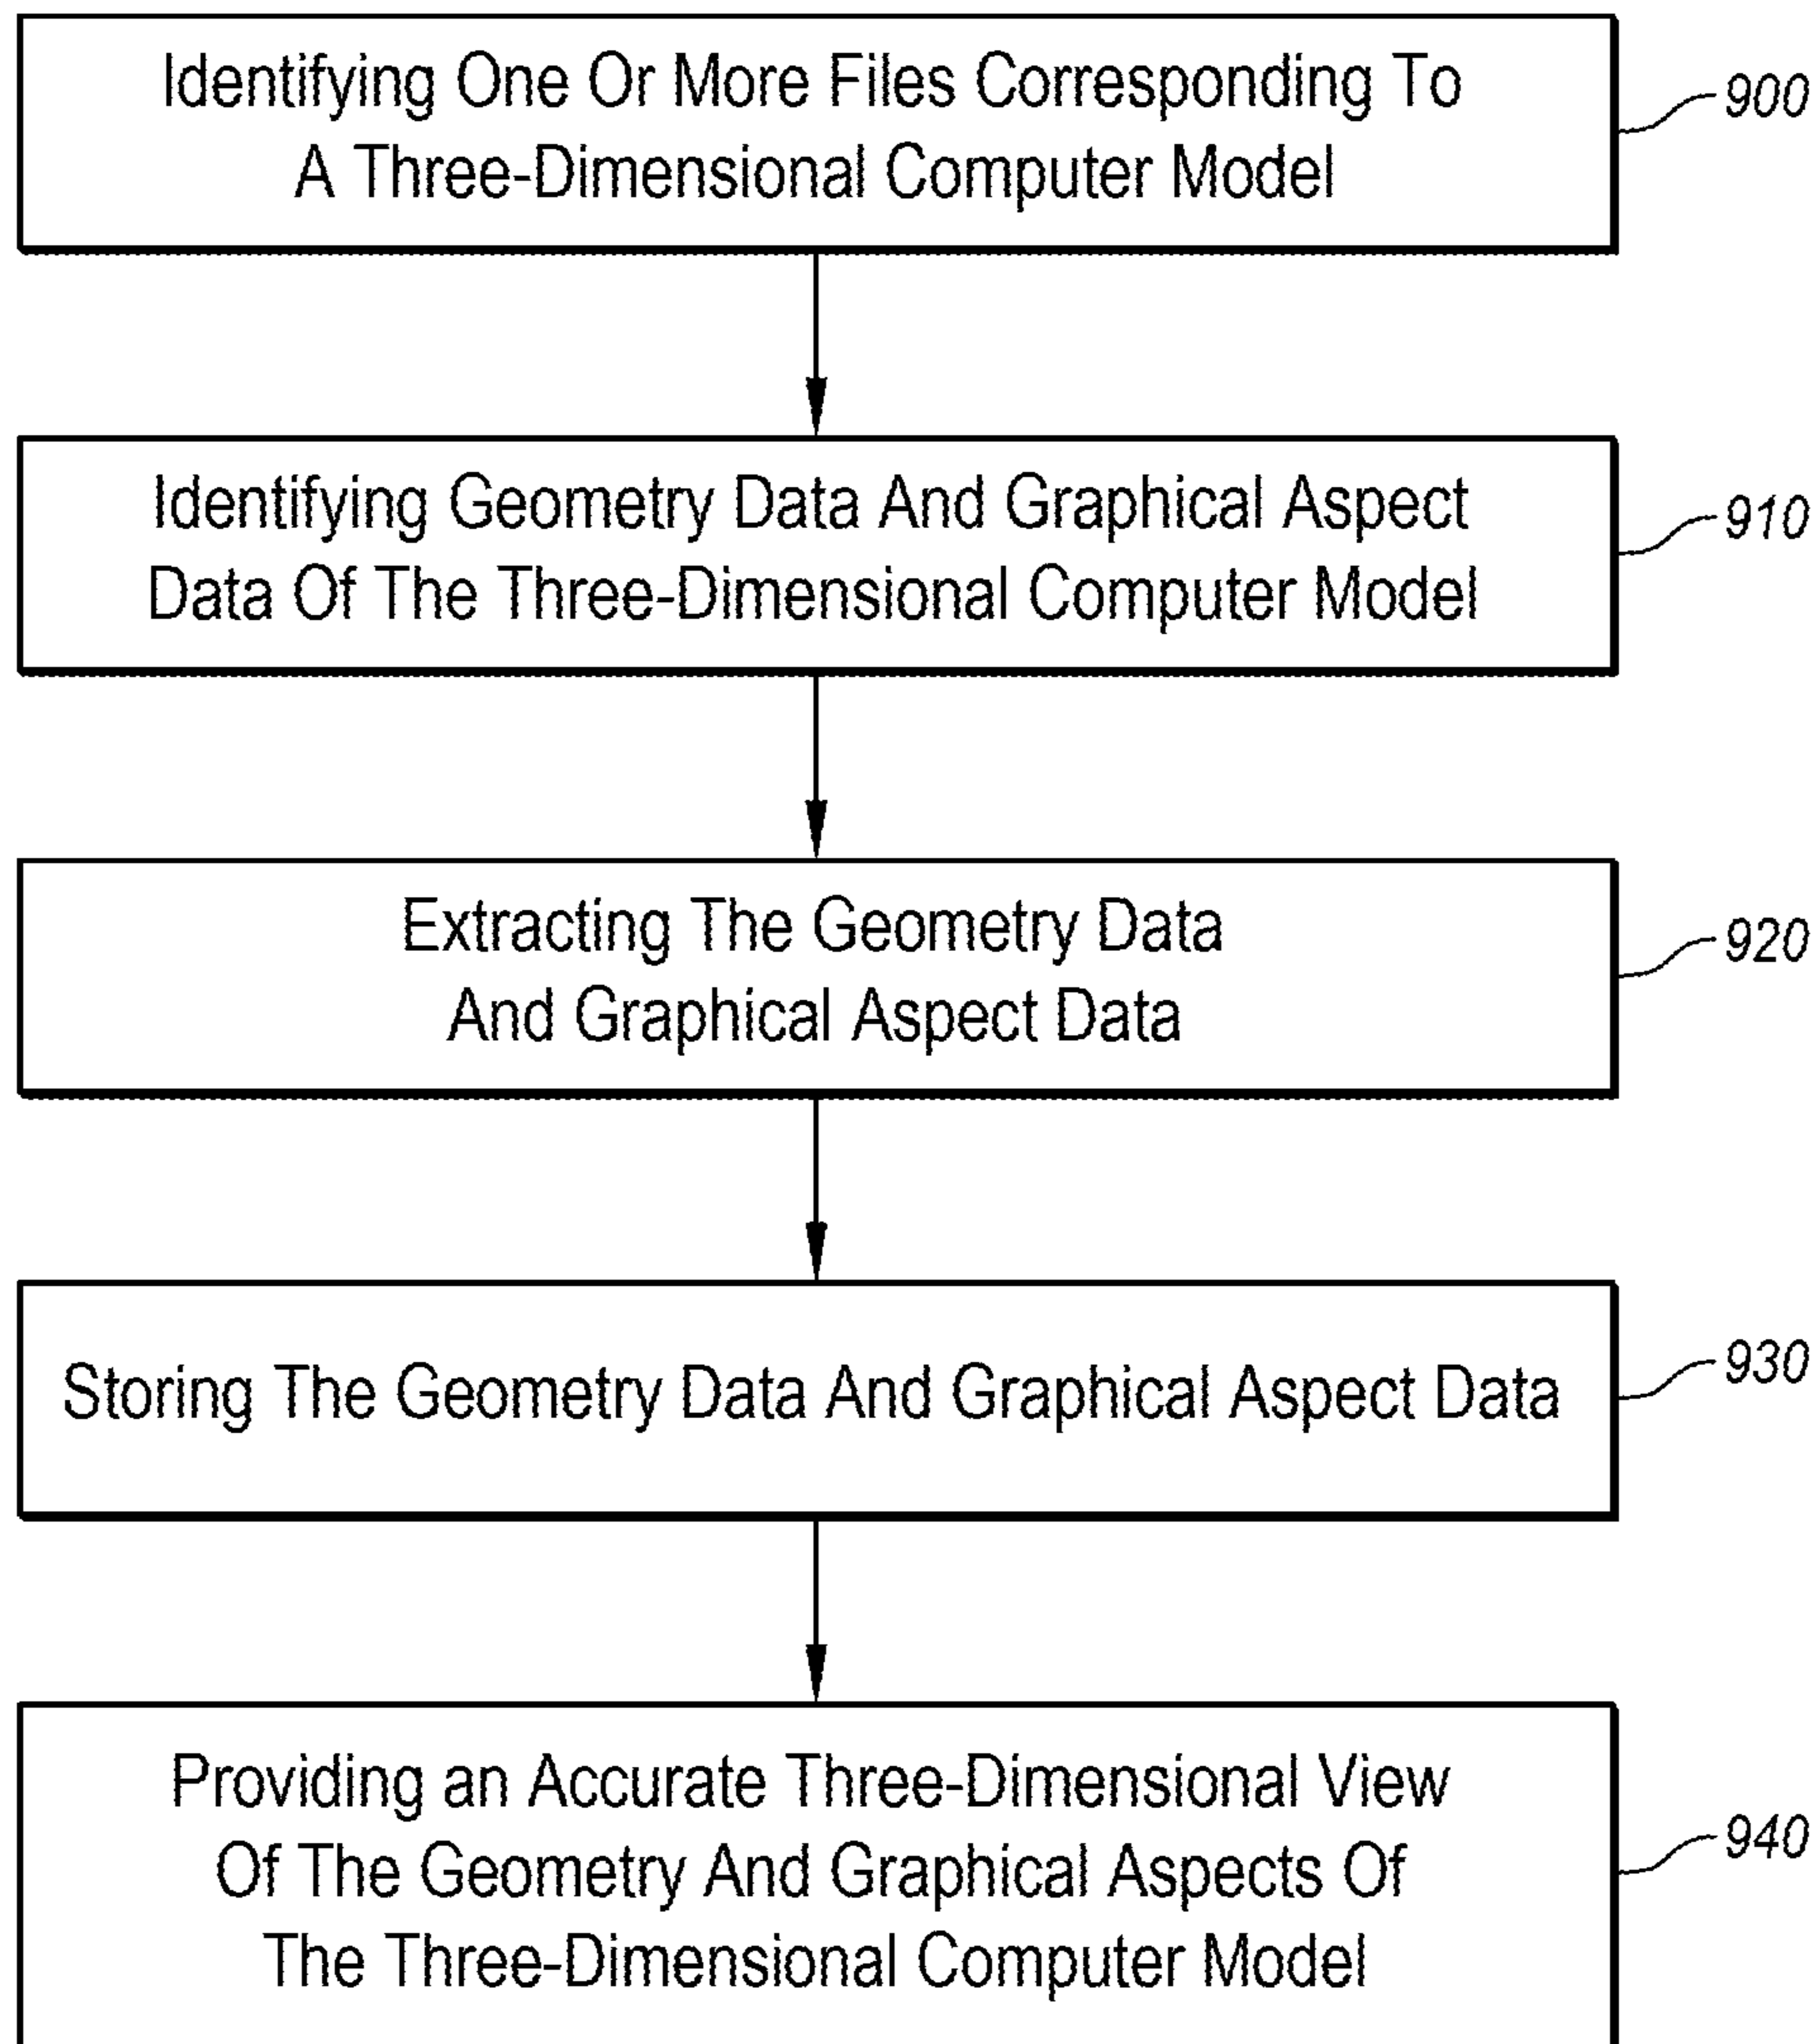 Identifying One Or More Files Corresponding To
A Three-Dimensional Computer Model
900
Identifying Geometry Data And Graphical Aspect
Data Of The Three-Dimensional Computer Model
910
Extracting The Geometry Data
And Graphical Aspect Data
920
Storing The Geometry Data And Graphical Aspect Data
930
Providing an Accurate Three-Dimensional View
Of The Geometry And Graphical Aspects Of
The Three-Dimensional Computer Model
940